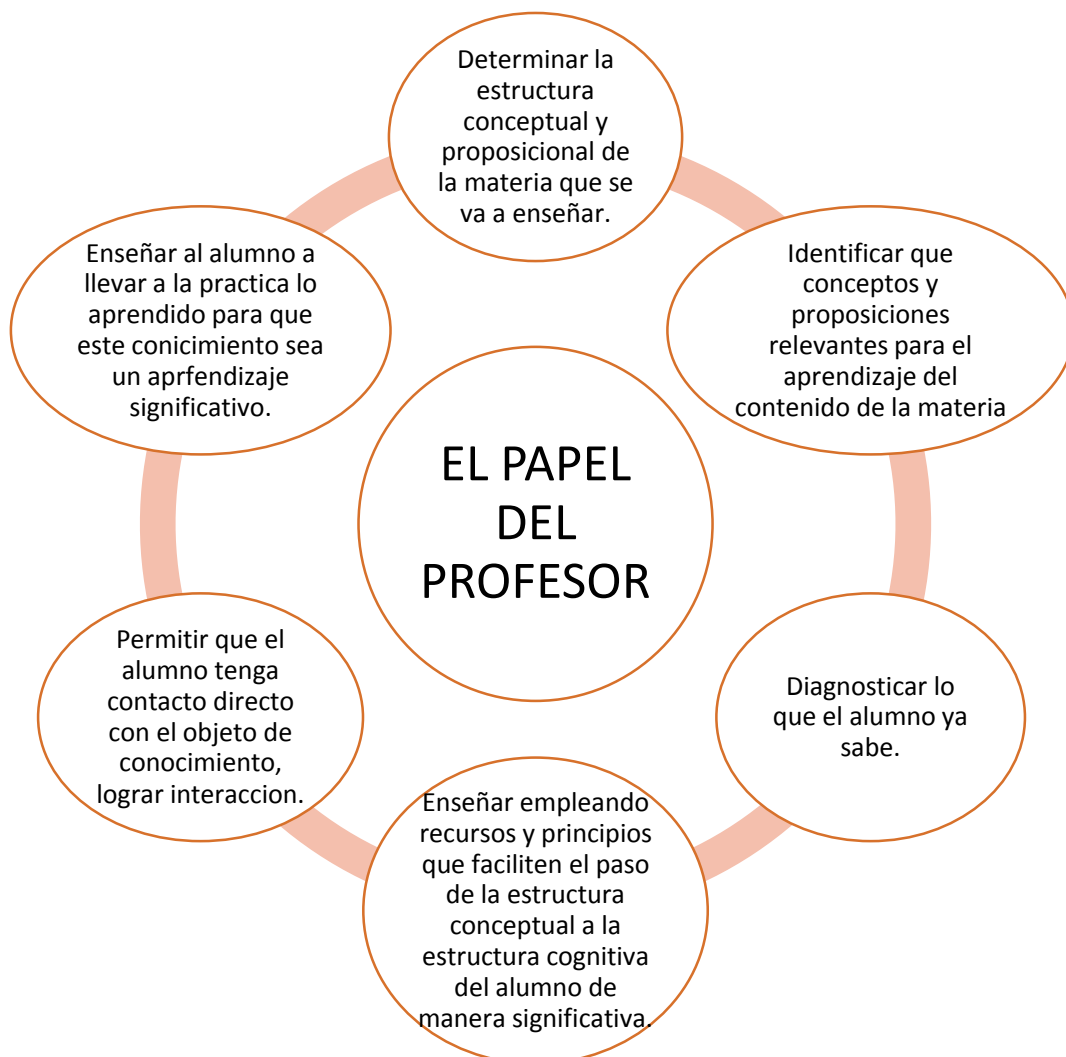 Determinar la
estructura
conceptual y
proposicional de
la materia que se
va a enseñar.
Identificar que
conceptos y
proposiciones
relevantes para el
aprendizaje del
contenido de la materia
Diagnosticar lo
que el alumno ya
sabe.
Enseñar empleando
recursos y principios
que faciliten el paso
de la estructura
conceptual a la
estructura cognitiva
del alumno de
manera significativa.
Permitir que el
alumno tenga
contacto directo
con el objeto de
conocimiento,
lograr interaccion.
Enseñar al alumno a
llevar a la practica lo
aprendido para que
este conicimiento sea
un aprfendizaje
significativo.
EL PAPEL
DEL
PROFESOR